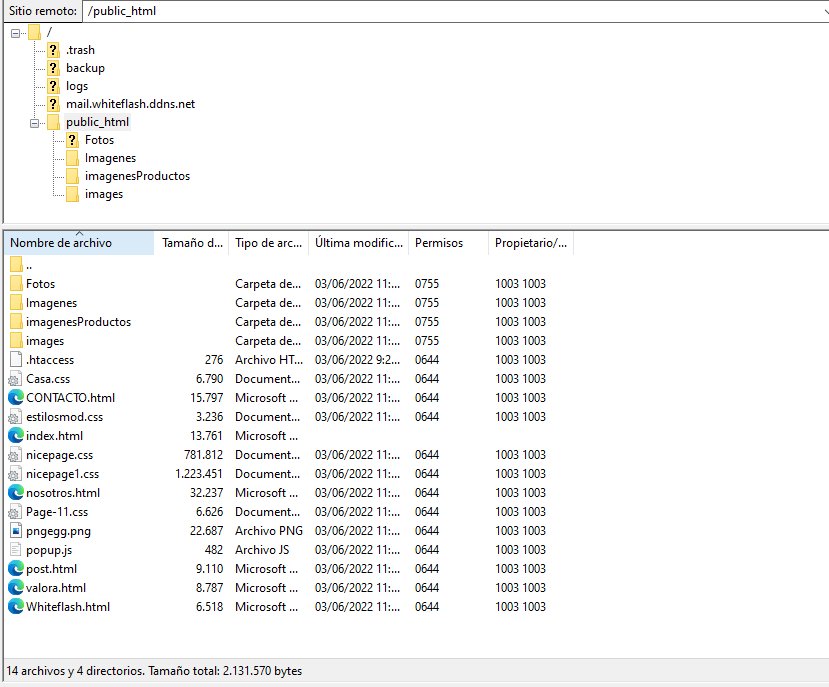 Sitio remoto: /public_html
/
? .trash
? backup
? logs
? mail.whiteflash.ddns.net
public_html
? Fotos
Imagenes
imagenesProductos
images
Nombre de archivo Tamaño d... Tipo de arc... Última modific... Permisos Propietario/...
..
Fotos Carpeta de... 03/06/2022 11:... 0755 1003 1003
Imagenes Carpeta de... 03/06/2022 11:... 0755 1003 1003
imagenesProductos Carpeta de... 03/06/2022 11:... 0755 1003 1003
images Carpeta de... 03/06/2022 11:... 0755 1003 1003
.htaccess 276 Archivo HT... 03/06/2022 9:2... 0644 1003 1003
Casa.css 6.790 Document... 03/06/2022 11:... 0644 1003 1003
CONTACTO.html 15.797 Microsoft ... 03/06/2022 11:... 0644 1003 1003
estilosmod.css 3.236 Document... 03/06/2022 11:... 0644 1003 1003
index.html 13.761 Microsoft ...
nicepage.css 781.812 Document... 03/06/2022 11:... 0644 1003 1003
nicepage1.css 1.223.451 Document... 03/06/2022 11:... 0644 1003 1003
nosotros.html 32.237 Microsoft ... 03/06/2022 11:... 0644 1003 1003
Page-11.css 6.626 Document... 03/06/2022 11:... 0644 1003 1003
pngegg.png 22.687 Archivo PNG 03/06/2022 11:... 0644 1003 1003
popup.js 482 Archivo JS 03/06/2022 11:... 0644 1003 1003
post.html 9.110 Microsoft ... 03/06/2022 11:... 0644 1003 1003
valora.html 8.787 Microsoft ... 03/06/2022 11:... 0644 1003 1003
Whiteflash.html 6.518 Microsoft ... 03/06/2022 11:... 0644 1003 1003
14 archivos y 4 directorios. Tamaño total: 2.131.570 bytes